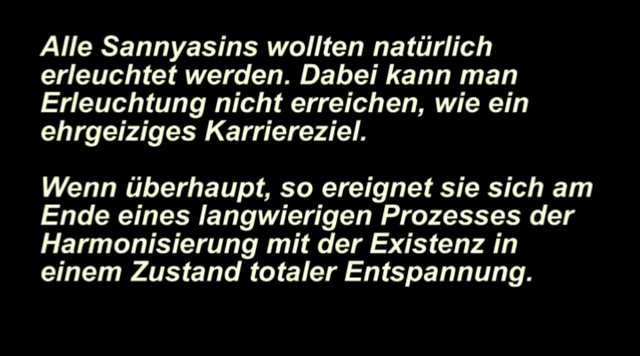 Alle Sannyasins wollten natürlich
erleuchtet werden. Dabei kann man
Erleuchtung nicht erreichen, wie ein
ehrgeiziges Karriereziel.
Wenn überhaupt, so ereignet sie sich am
Ende eines langwierigen Prozesses der
Harmonisierung mit der Existenz in
einem Zustand totaler Entspannung.